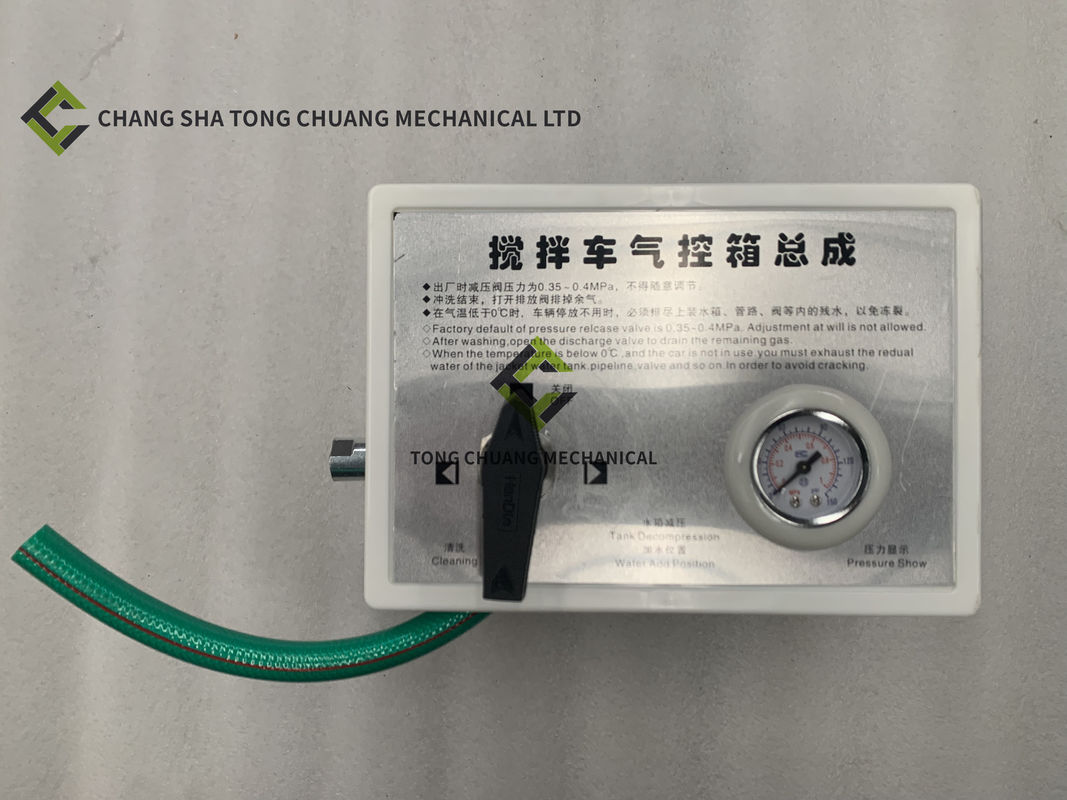 CHANG SHA TONG CHUANG MECHANICAL LTD
搅拌车气控箱总成
◆出厂时减压阀压力为0.35~0.4MPa，不得随意调节。
◆冲洗结束，打开排放阀排掉余气。
◆在气温低于0℃时，车辆停放不用时，必须排尽上装水箱、管路、阀等内的残水，以免冻裂。
◇Factory default of pressure relcase valve is 0.35~0.4MPa. Adjustment at will is not allowed.
◇After washing,open the discharge valve to drain the remaining gas.
◇When the temperature is below 0℃ ,and the car is not in use,you must exhaust the redual
water of the jacket water tank,pipeline,valve and so on.In order to avoid cracking.
关闭
OFF
TONG CHUANG MECHANICAL
HanDin
清洗
Cleaning
水箱减压
Tank Decompression
加水位置
Water Add Position
压力显示
Pressure Show